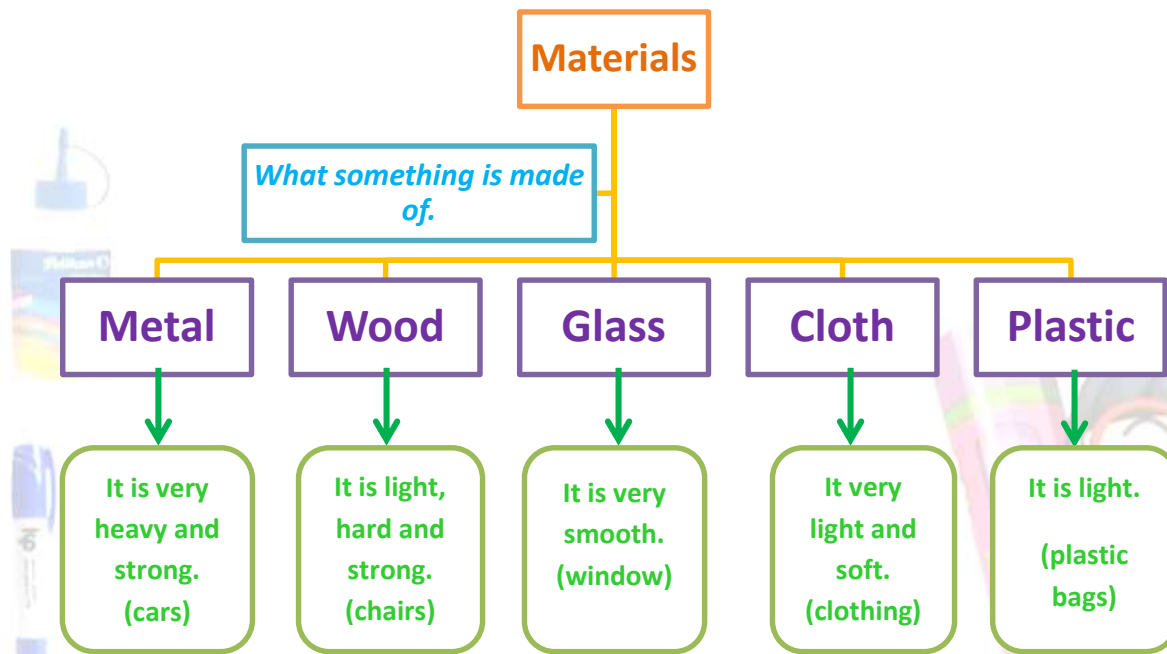 Materials
What something is made
of.
Metal
Wood
Glass
Cloth
Plastic
It is very
heavy and
strong.
(cars)
It is light,
hard and
strong.
(chairs)
It is very
smooth.
(window)
It very
light and
soft.
(clothing)
It is light.
(plastic
bags)